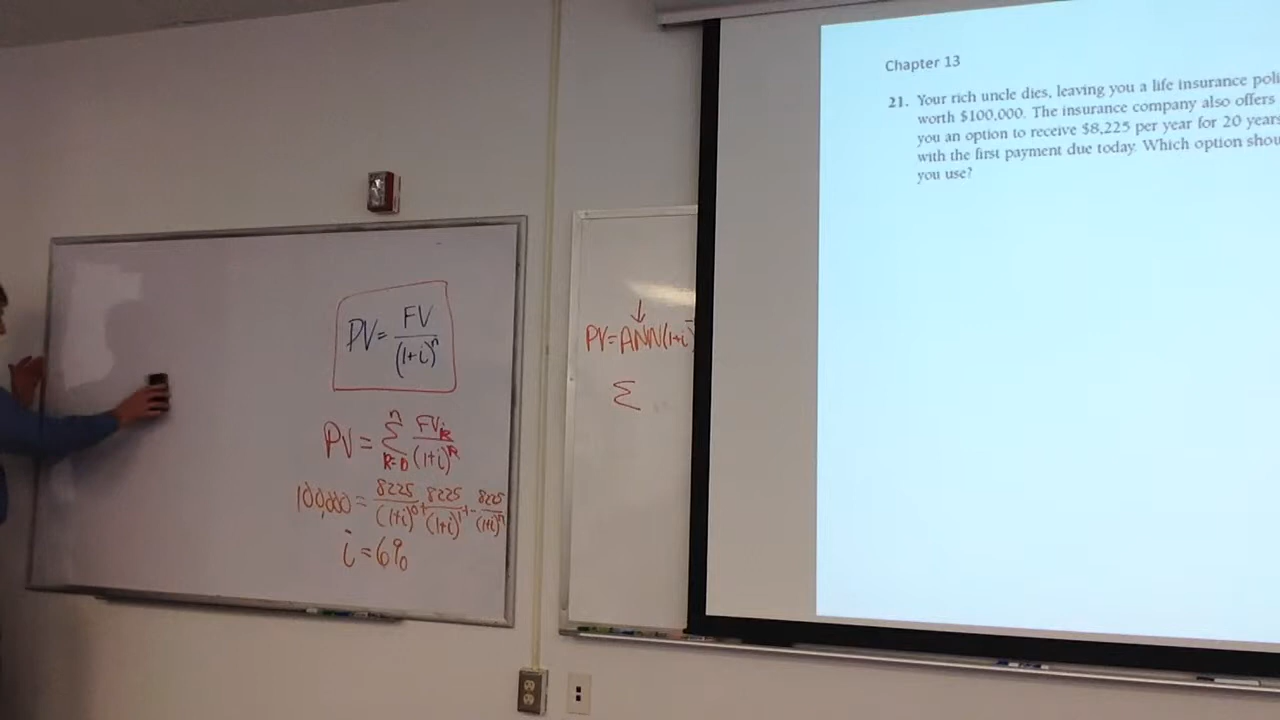 PV = FV / (1+i)^n
PV = Σ n k=0 FVk / (1+i)^k
100,000 = 8225 / (1+i)^0 + 8225 / (1+i)^1 + - 8225 / (1+i)^n
i = 6%
PV=ANN(1+i)
Σ
Chapter 13
21. Your rich uncle dies, leaving you a life insurance poli
worth $100,000. The insurance company also offers
you an option to receive $8,225 per year for 20 years
with the first payment due today. Which option shou
you use?